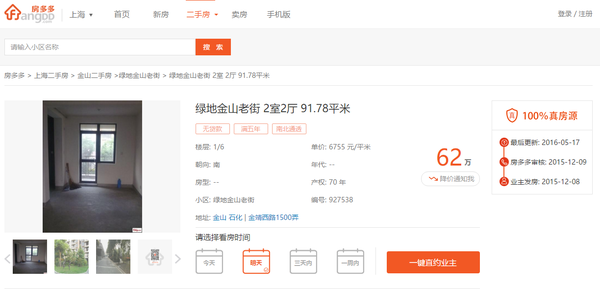 房多多
Fangdd
上海
首页
新房
二手房
卖房
手机版
登录 / 注册
请输入小区名称
搜 索
房多多 > 上海二手房 > 金山二手房 >绿地金山老街 > 绿地金山老街 2室 2厅 91.78平米
绿地金山老街 2室2厅 91.78平米
无贷款
满五年
南北通透
楼层: 1/6
单价: 6755 元/平米
朝向: 南
年代: --
房型: --
产权: 70 年
小区: 绿地金山老街
编号: 927538
地址: 金山 石化 | 金埔西路1500弄
62 万
降价通知我
请选择看房时间
今天
明天
三天内
一周内
一键直约业主
100%真房源
最后更新: 2016-05-17
房多多审核: 2015-12-09
业主发房: 2015-12-08